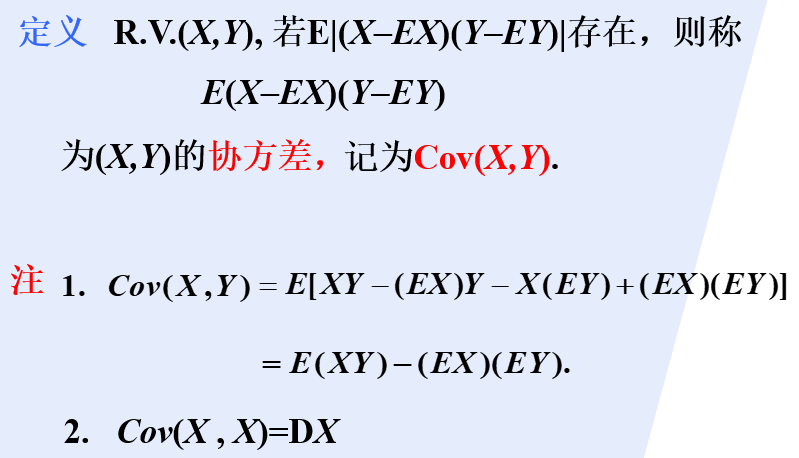 定义 R.V.(X,Y), 若E|(X–EX)(Y–EY)|存在，则称
E(X–EX)(Y–EY)
为(X,Y)的协方差，记为Cov(X,Y).
注 1. Cov(X,Y) = E[XY – (EX)Y – X(EY) + (EX)(EY)]
= E(XY) – (EX)(EY).
2. Cov(X , X)=DX